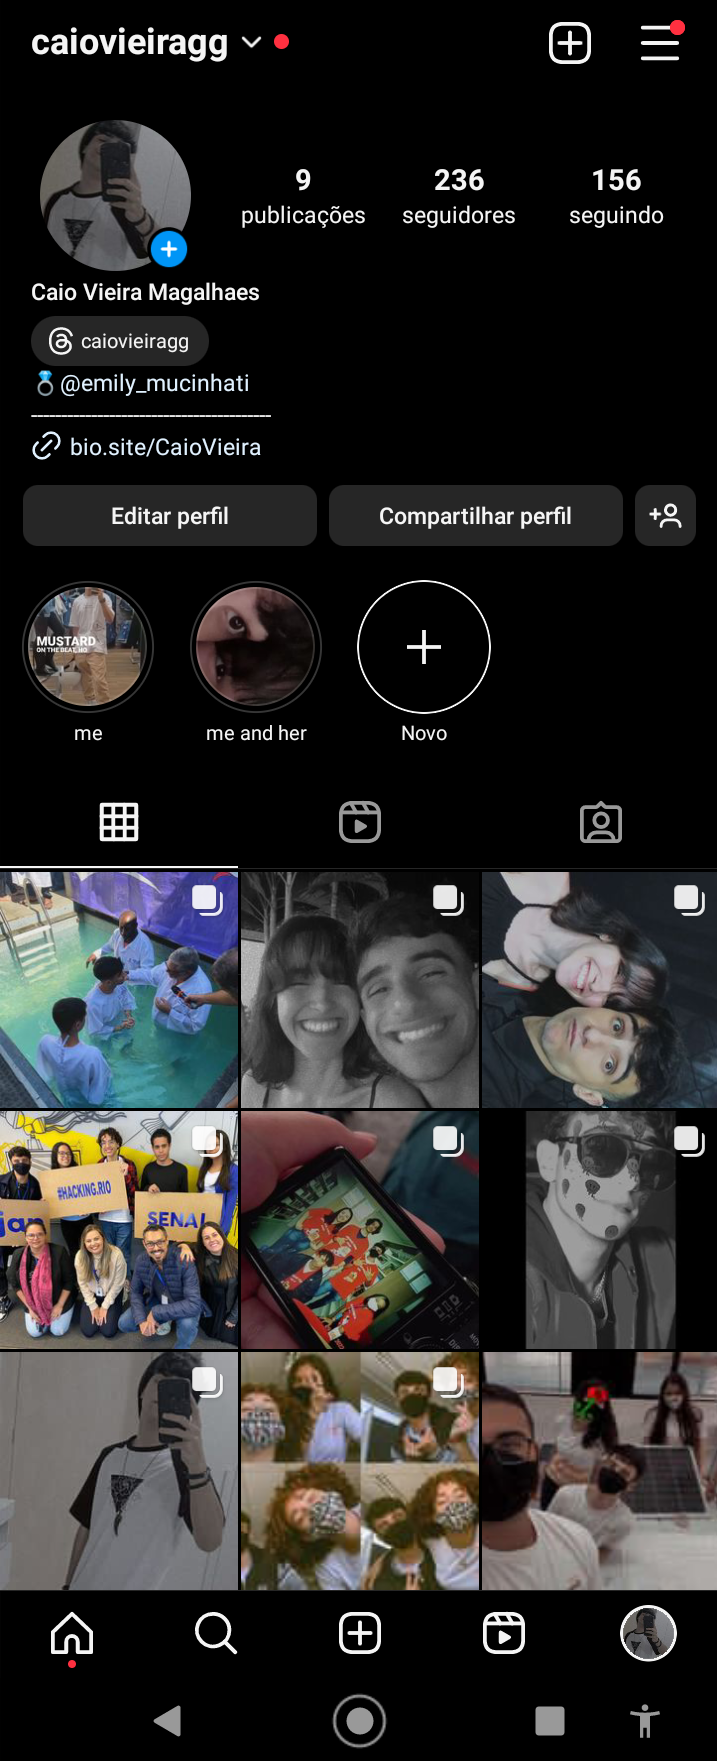 caiovieiragg
9 236 156
publicações seguidores seguindo
Caio Vieira Magalhaes
caiovieiragg
@emily_mucinhati
----------------------------------------
bio.site/CaioVieira
Editar perfil Compartilhar perfil
MUSTARD
ON THE BEAT, HO
me me and her Novo
#HACKING.RIO
SENAI